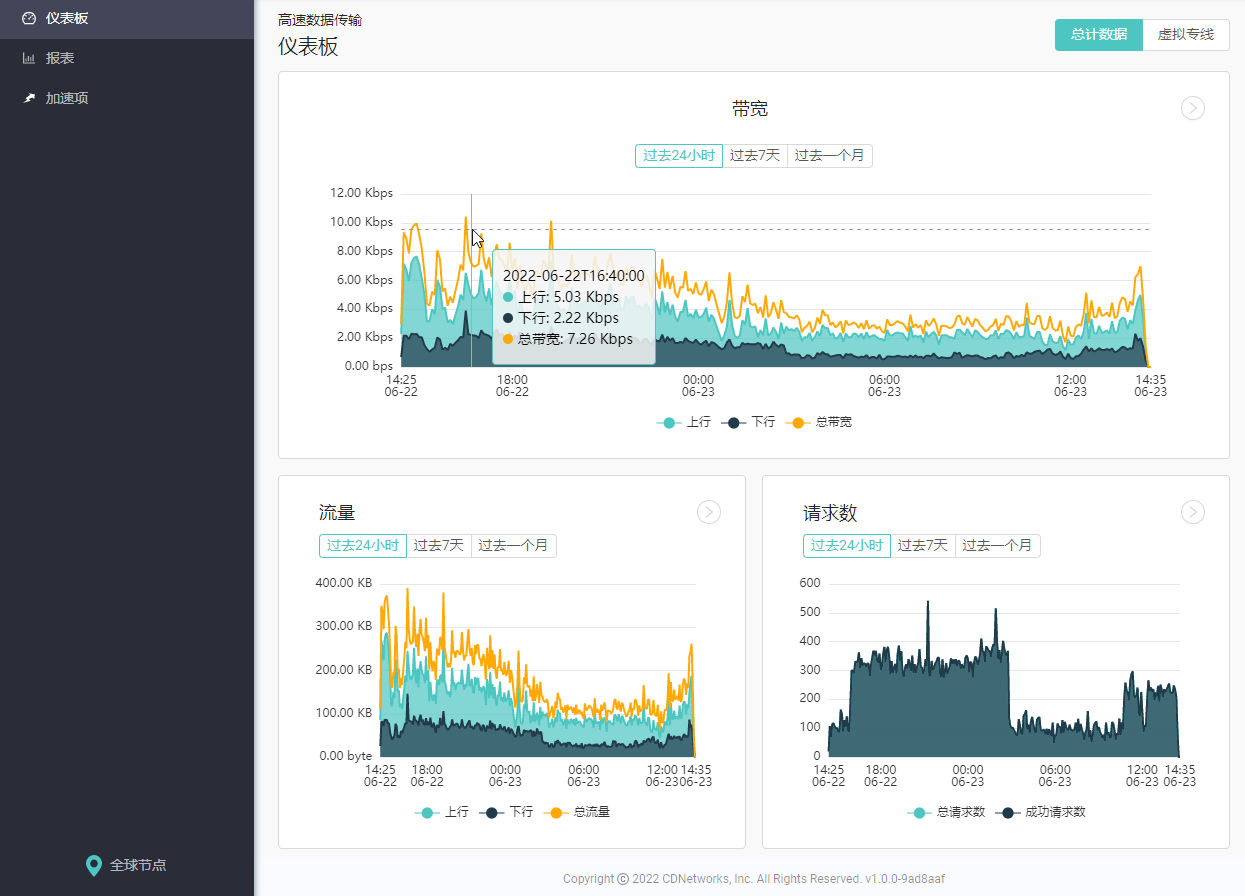 仪表板
报表
加速项
全球节点
高速数据传输
仪表板
总计数据 虚拟专线
带宽
过去24小时 过去7天 过去一个月
12.00 Kbps
10.00 Kbps
8.00 Kbps
6.00 Kbps
4.00 Kbps
2.00 Kbps
0.00 bps
2022-06-22T16:40:00
上行: 5.03 Kbps
下行: 2.22 Kbps
总带宽: 7.26 Kbps
14:25 18:00 00:00 06:00 12:00 14:35
06-22 06-22 06-23 06-23 06-23 06-23
上行 下行 总带宽
流量
过去24小时 过去7天 过去一个月
400.00 KB
300.00 KB
200.00 KB
100.00 KB
0.00 byte
14:25 18:00 00:00 06:00 12:00 14:35
06-22 06-22 06-23 06-23 06-23 06-23
上行 下行 总流量
请求数
过去24小时 过去7天 过去一个月
600
500
400
300
200
100
0
14:25 18:00 00:00 06:00 12:00 14:35
06-22 06-22 06-23 06-23 06-23 06-23
总请求数 成功请求数
Copyright © 2022 CDNetworks, Inc. All Rights Reserved. v1.0.0-9ad8aaf